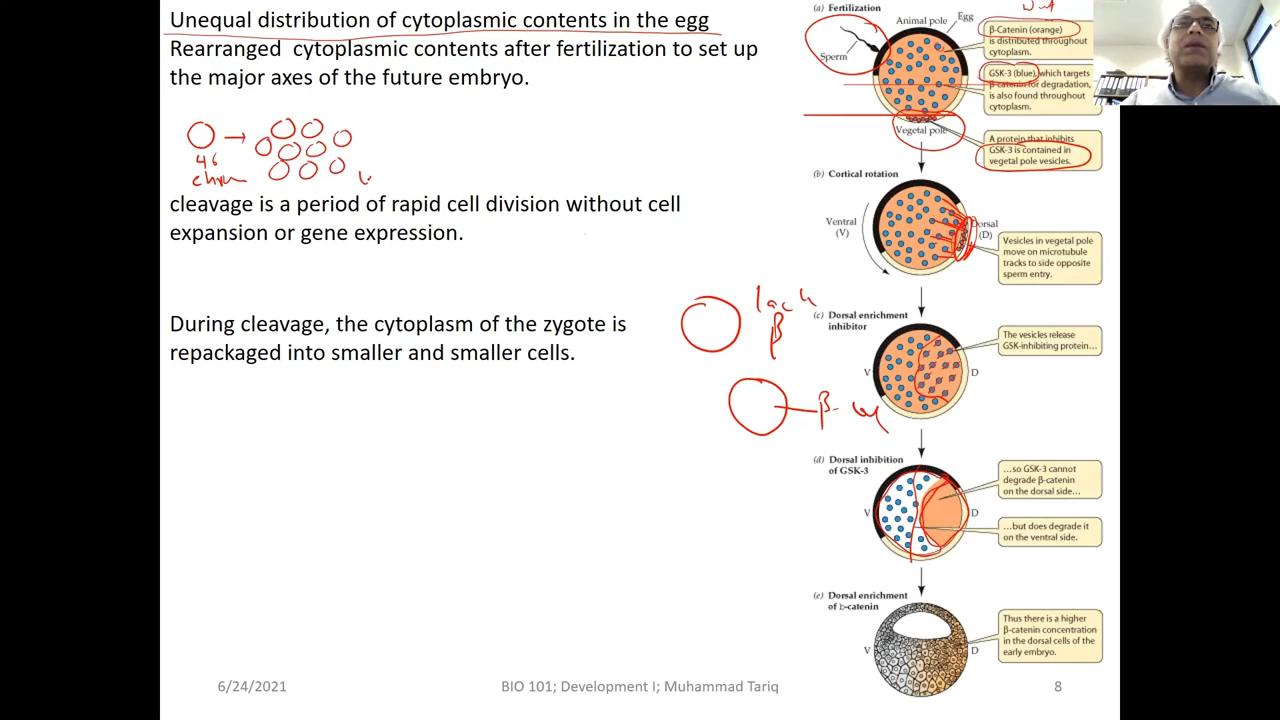 Unequal distribution of cytoplasmic contents in the egg
Rearranged cytoplasmic contents after fertilization to set up
the major axes of the future embryo.
46
cleavage is a period of rapid cell division without cell
expansion or gene expression.
During cleavage, the cytoplasm of the zygote is
repackaged into smaller and smaller cells.
lack
β
β-
(a) Fertilization
Animal pole
Egg
Sperm
Vegetal pole
β-Catenin (orange)
is distributed throughout
cytoplasm.
GSK-3 (blue), which targets
β-catenin for degradation,
is also found throughout
cytoplasm.
A protein that inhibits
GSK-3 is contained in
vegetal pole vesicles.
(b) Cortical rotation
Ventral
(V)
Dorsal
(D)
Vesicles in vegetal pole
move on microtubule
tracks to side opposite
sperm entry.
(c) Dorsal enrichment
inhibitor
V
D
The vesicles release
GSK-inhibiting protein…
(d) Dorsal inhibition
of GSK-3
V
D
…so GSK-3 cannot
degrade β-catenin
on the dorsal side…
…but does degrade it
on the ventral side.
(e) Dorsal enrichment
of b-catenin
V
D
Thus there is a higher
β-catenin concentration
in the dorsal cells of the
early embryo.
6/24/2021
BIO 101; Development I; Muhammad Tariq
8